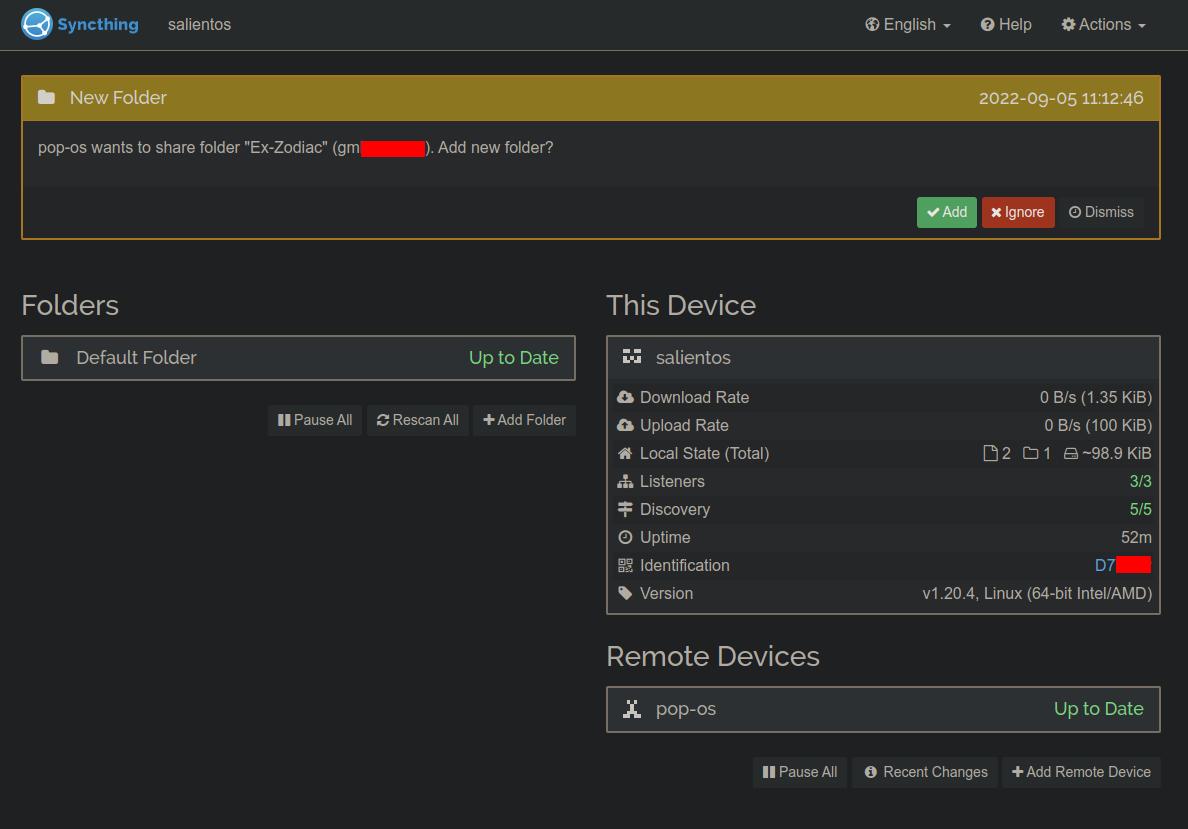 Syncthing salientos English Help Actions
New Folder 2022-09-05 11:12:46
pop-os wants to share folder "Ex-Zodiac" (gm ). Add new folder?
Add Ignore Dismiss
Folders
Default Folder Up to Date
Pause All Rescan All Add Folder
This Device
salientos
Download Rate 0 B/s (1.35 KiB)
Upload Rate 0 B/s (100 KiB)
Local State (Total) 2 1 ~98.9 KiB
Listeners 3/3
Discovery 5/5
Uptime 52m
Identification D7
Version v1.20.4, Linux (64-bit Intel/AMD)
Remote Devices
pop-os Up to Date
Pause All Recent Changes Add Remote Device